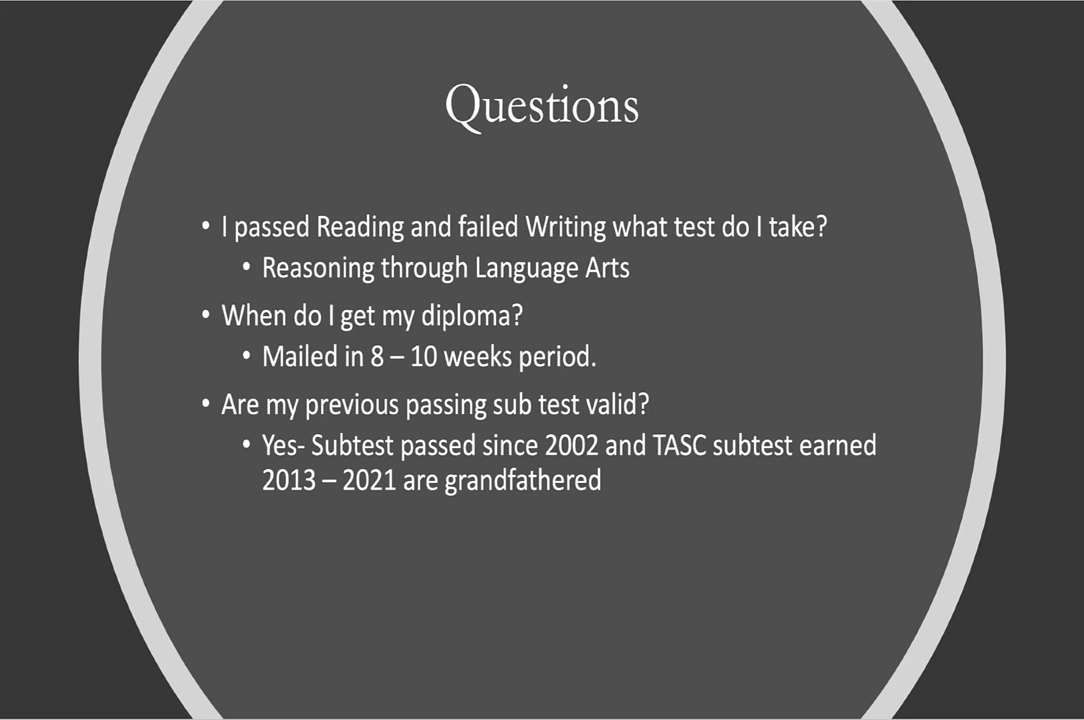 Questions
• I passed Reading and failed Writing what test do I take?
• Reasoning through Language Arts
• When do I get my diploma?
• Mailed in 8 – 10 weeks period.
• Are my previous passing sub test valid?
• Yes- Subtest passed since 2002 and TASC subtest earned
2013 – 2021 are grandfathered